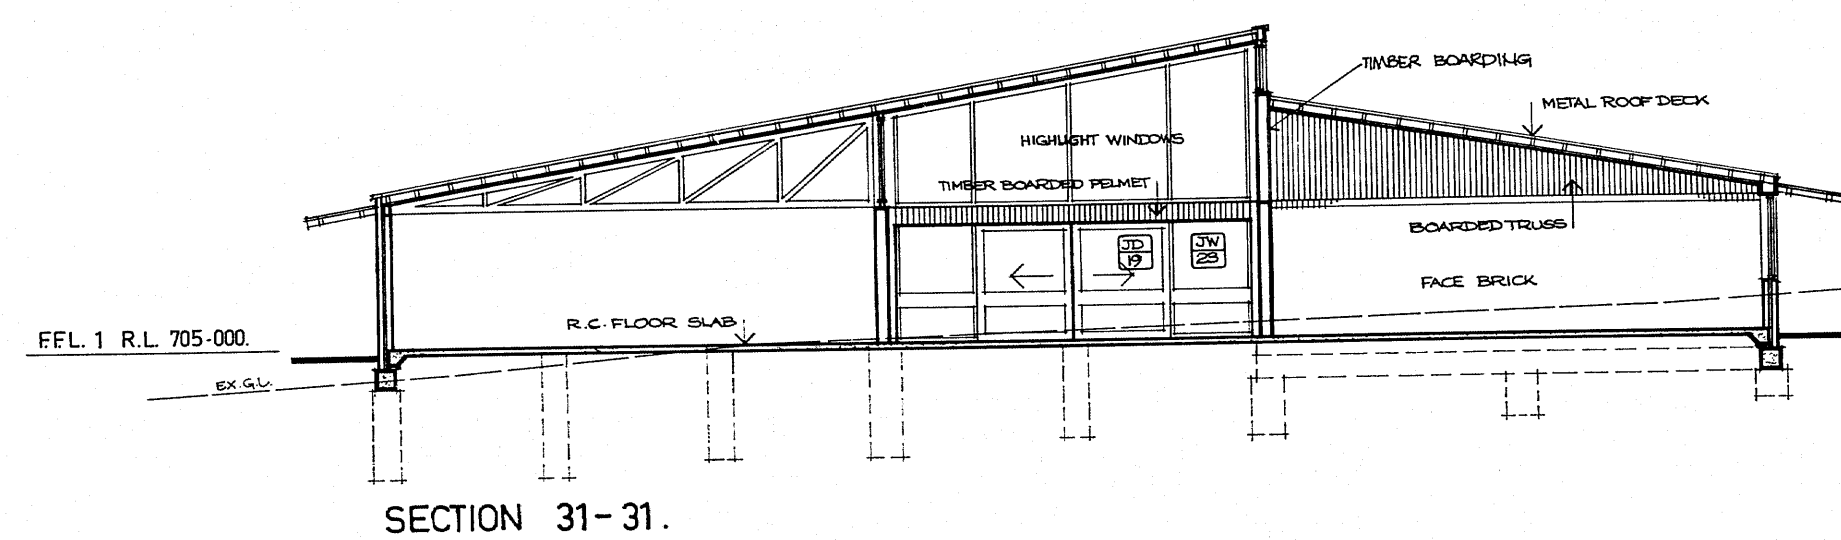 TIMBER BOARDING
METAL ROOF DECK
HIGHLIGHT WINDOWS
TIMBER BOARDED PELMET
BOARDED TRUSS
JD
19
JW
23
FACE BRICK
R.C. FLOOR SLAB
F.F.L. 1 R.L. 705-000.
EX. G.L.
SECTION 31-31.